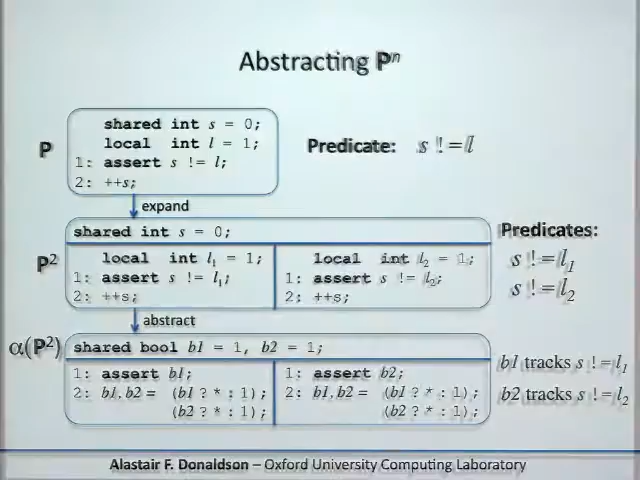 Abstracting Pⁿ
P
shared int s = 0;
local int l = 1;
1: assert s != l;
2: ++s;
Predicate: s != l
expand
P²
shared int s = 0;
local int l₁ = 1;
1: assert s != l₁;
2: ++s;
local int l₂ = 1;
1: assert s != l₂;
2: ++s;
Predicates:
s != l₁
s != l₂
abstract
α(P²)
shared bool b1 = 1, b2 = 1;
1: assert b1;
2: b1,b2 = (b1 ? * : 1);
(b2 ? * : 1);
1: assert b2;
2: b1,b2 = (b1 ? * : 1);
(b2 ? * : 1);
b1 tracks s != l₁
b2 tracks s != l₂
Alastair F. Donaldson – Oxford University Computing Laboratory